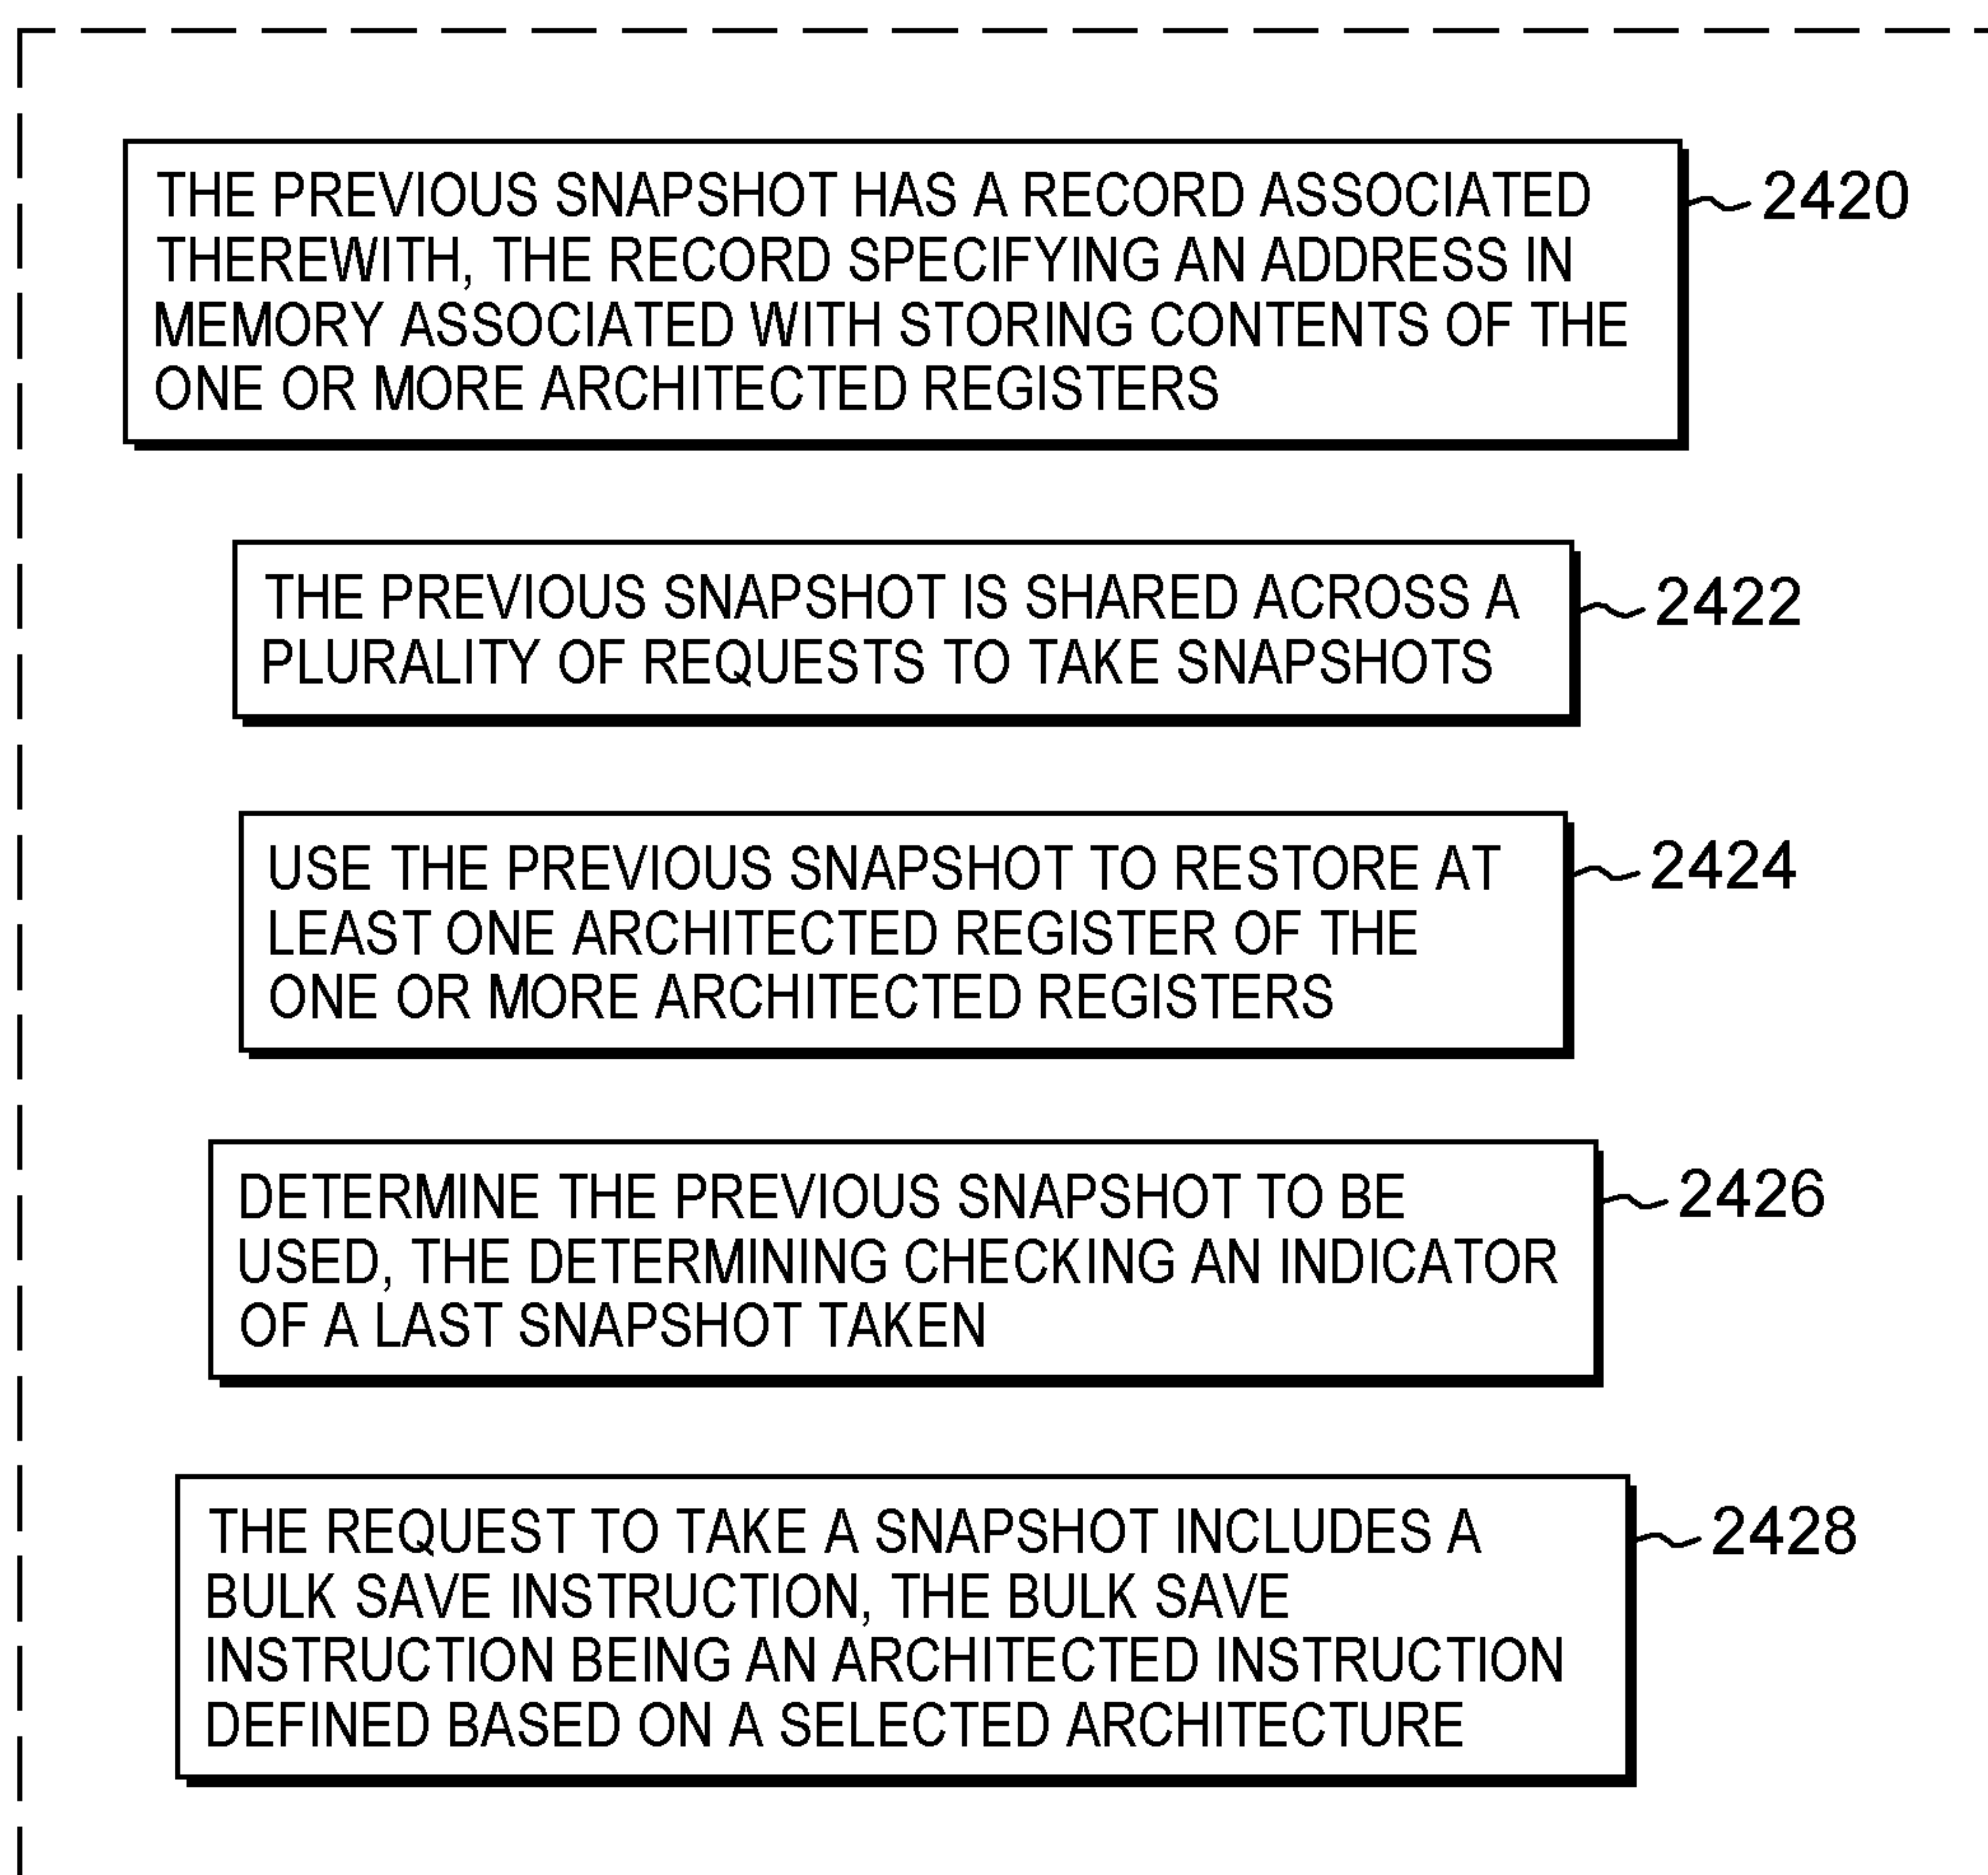 THE PREVIOUS SNAPSHOT HAS A RECORD ASSOCIATED 2420
THEREWITH, THE RECORD SPECIFYING AN ADDRESS IN
MEMORY ASSOCIATED WITH STORING CONTENTS OF THE
ONE OR MORE ARCHITECTED REGISTERS
THE PREVIOUS SNAPSHOT IS SHARED ACROSS A 2422
PLURALITY OF REQUESTS TO TAKE SNAPSHOTS
USE THE PREVIOUS SNAPSHOT TO RESTORE AT 2424
LEAST ONE ARCHITECTED REGISTER OF THE
ONE OR MORE ARCHITECTED REGISTERS
DETERMINE THE PREVIOUS SNAPSHOT TO BE 2426
USED, THE DETERMINING CHECKING AN INDICATOR
OF A LAST SNAPSHOT TAKEN
THE REQUEST TO TAKE A SNAPSHOT INCLUDES A 2428
BULK SAVE INSTRUCTION, THE BULK SAVE
INSTRUCTION BEING AN ARCHITECTED INSTRUCTION
DEFINED BASED ON A SELECTED ARCHITECTURE